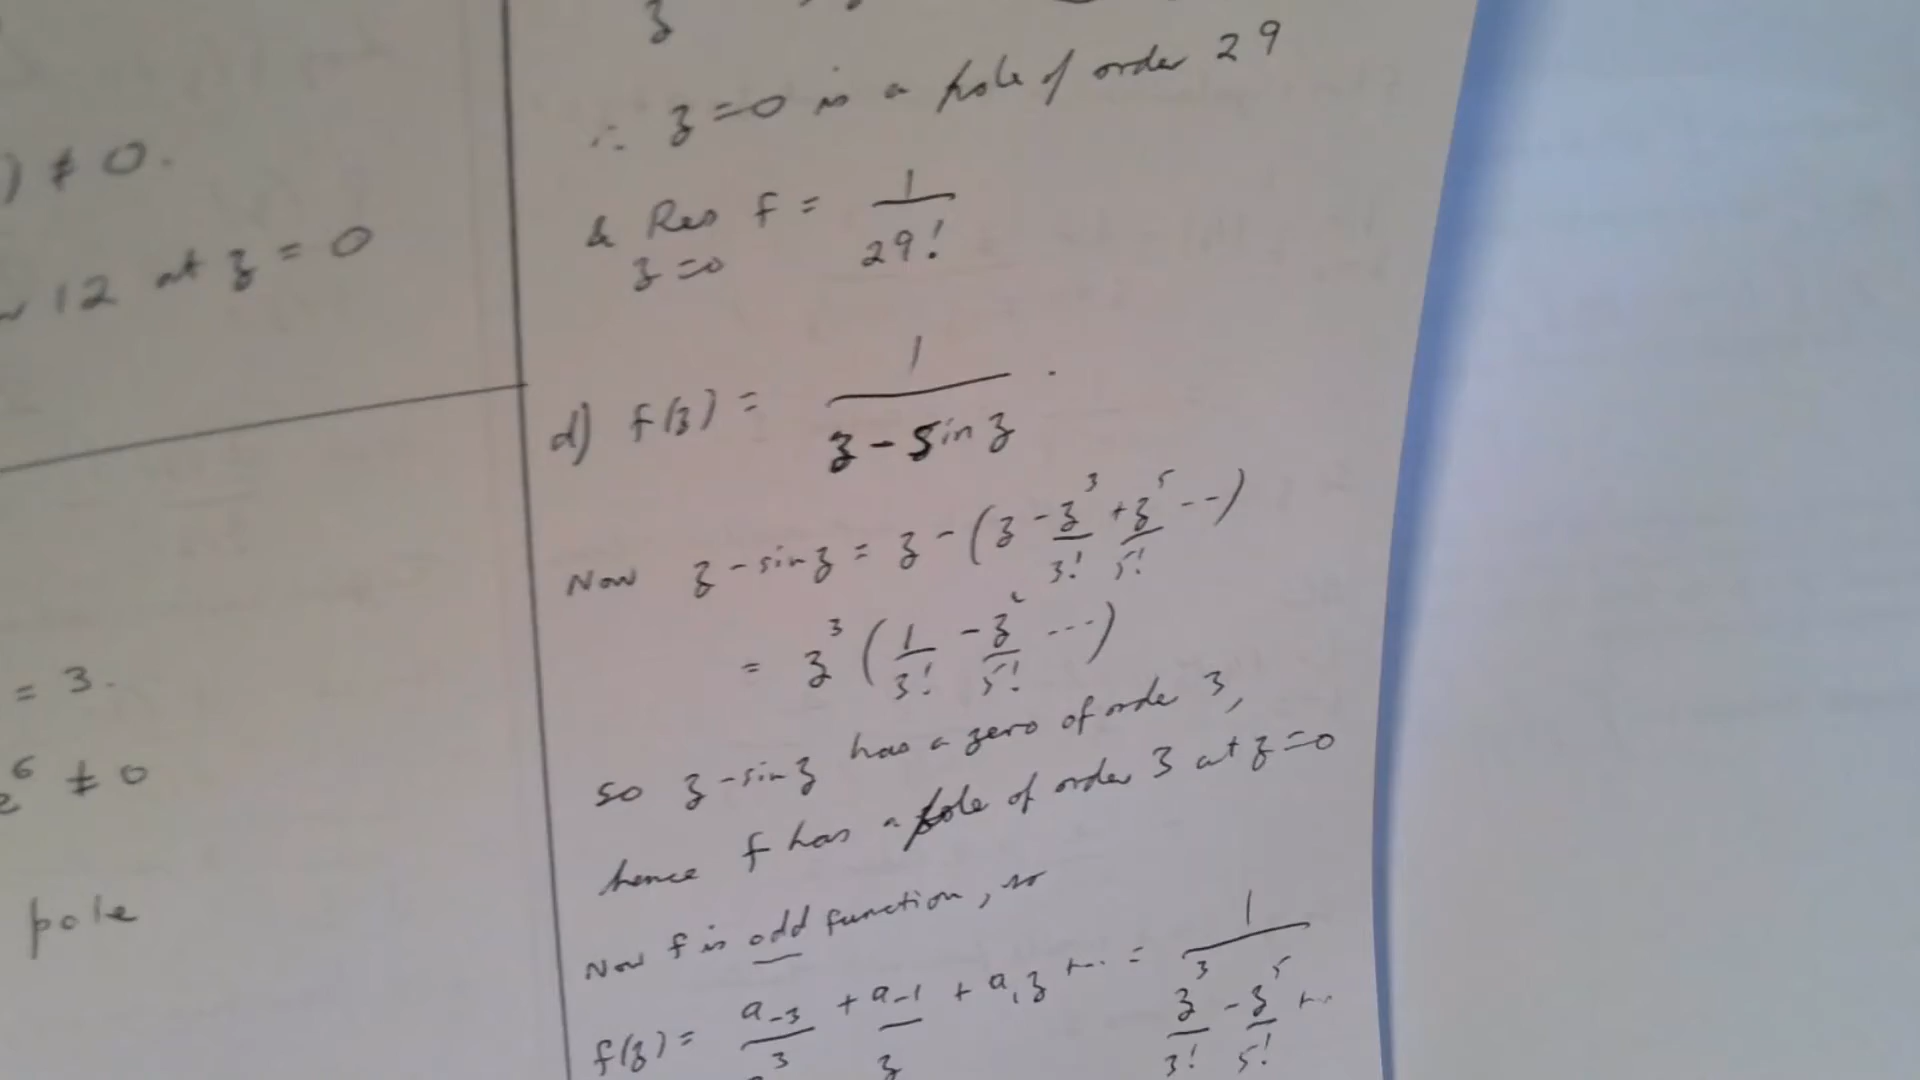 ) ≠ 0.
12 at z = 0
= 3.
6 ≠ 0
pole
z
∴ z = 0 is a pole of order 29
& Res f = 1/29!
z=0
d) f(z) = 1/(z - sin z) .
Now z - sin z = z - (z - z³/3! + z⁵/5! ---)
= z³ (1/3! - z²/5! ---)
so z - sin z has a zero of orde 3,
hence f has a pole of order 3 at z = 0
Now f is odd function, so
f(z) = a₋₃/z³ + a₋₁/z + a₁z + ... = 1/(z³/3! - z⁵/5! + ...